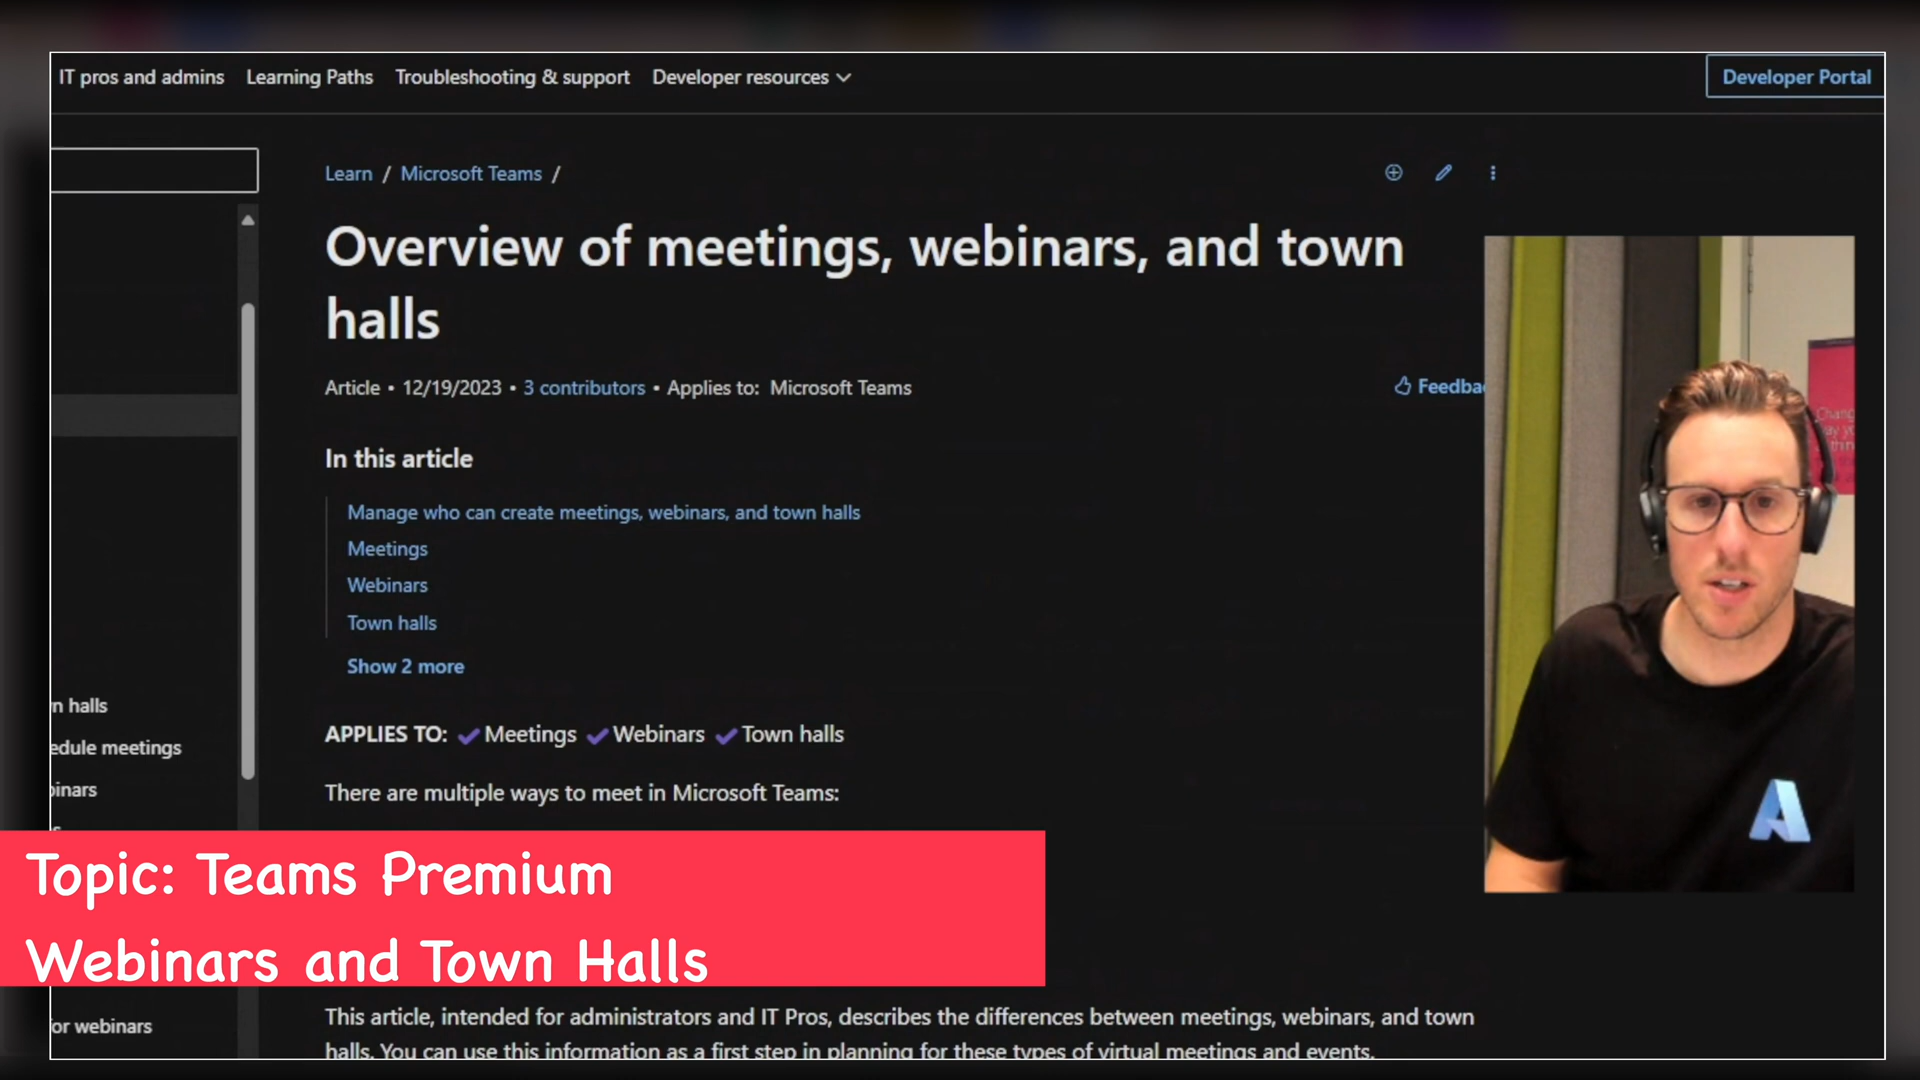 IT pros and admins Learning Paths Troubleshooting & support Developer resources Developer Portal
Learn / Microsoft Teams /
Overview of meetings, webinars, and town
halls
Article • 12/19/2023 • 3 contributors • Applies to: Microsoft Teams
Feedba
In this article
Manage who can create meetings, webinars, and town halls
Meetings
Webinars
Town halls
Show 2 more
APPLIES TO: Meetings Webinars Town halls
There are multiple ways to meet in Microsoft Teams:
n halls
edule meetings
binars
Topic: Teams Premium
Webinars and Town Halls
or webinars
This article, intended for administrators and IT Pros, describes the differences between meetings, webinars, and town
halls. You can use this information as a first step in planning for these types of virtual meetings and events.